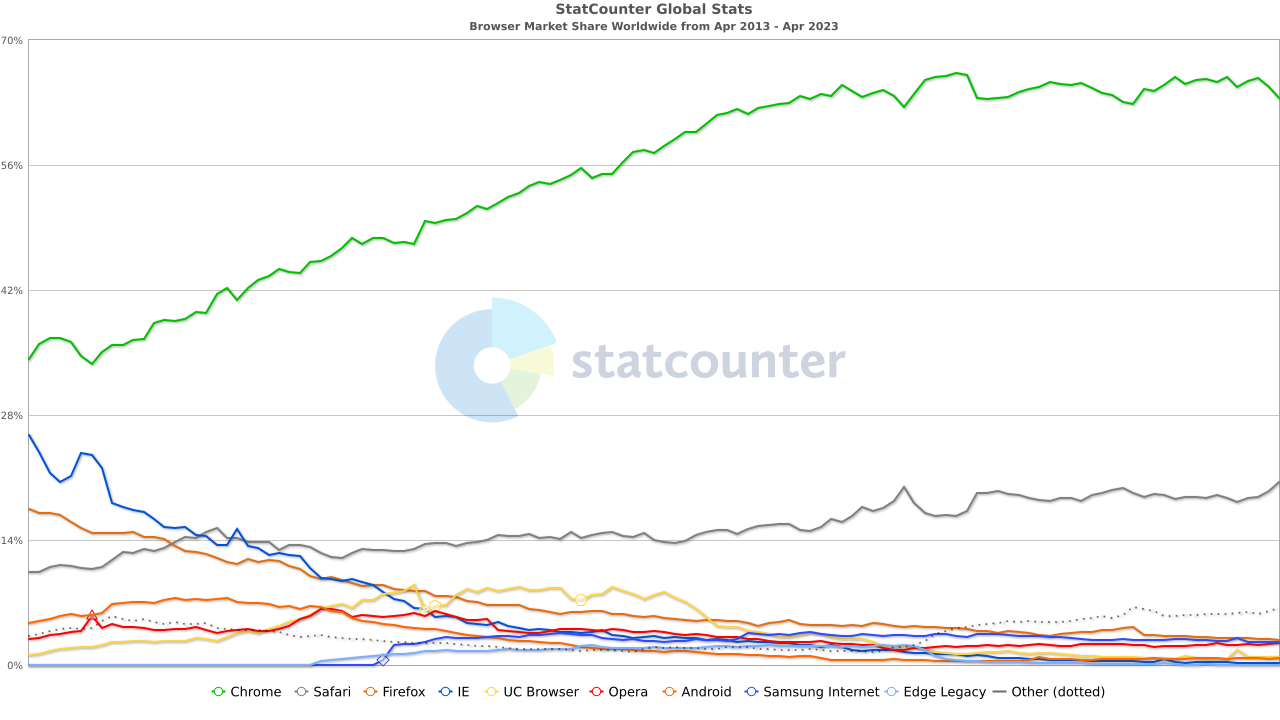 StatCounter Global Stats
Browser Market Share Worldwide from Apr 2013 - Apr 2023
70%
56%
42%
statcounter
28%
14%
0%
Chrome Safari Firefox IE UC Browser Opera Android Samsung Internet Edge Legacy Other (dotted)